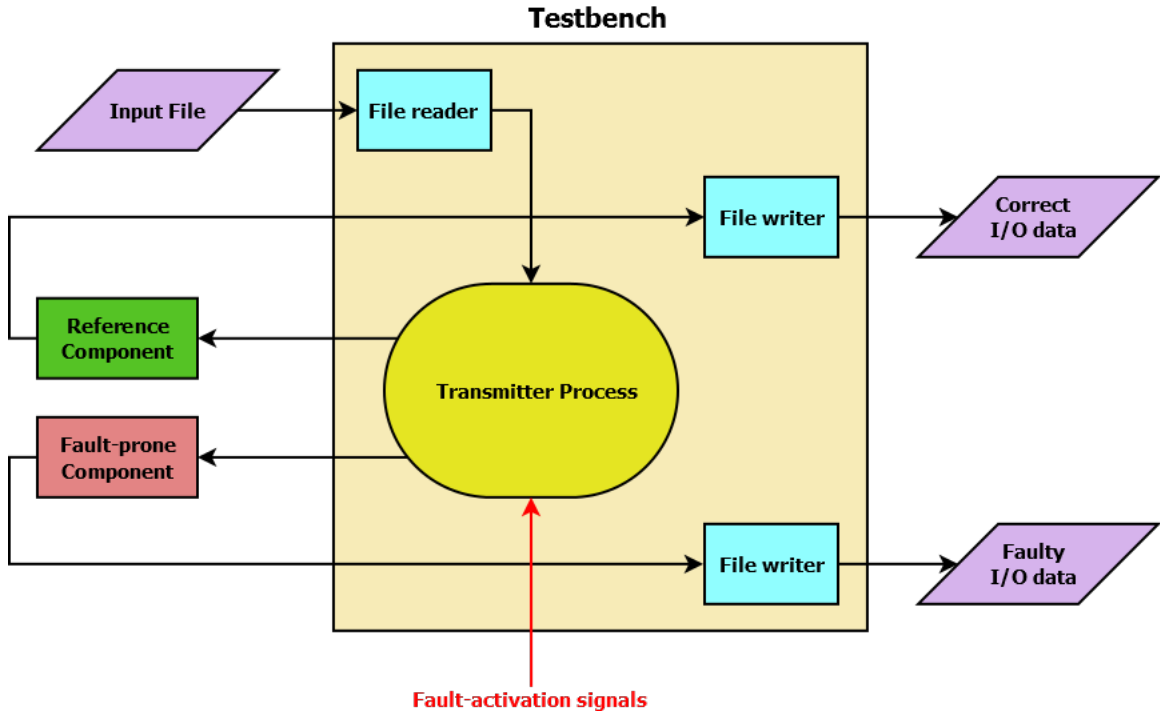 Testbench
Input File
File reader
File writer
Correct
I/O data
Reference
Component
Transmitter Process
Fault-prone
Component
File writer
Faulty
I/O data
Fault-activation signals